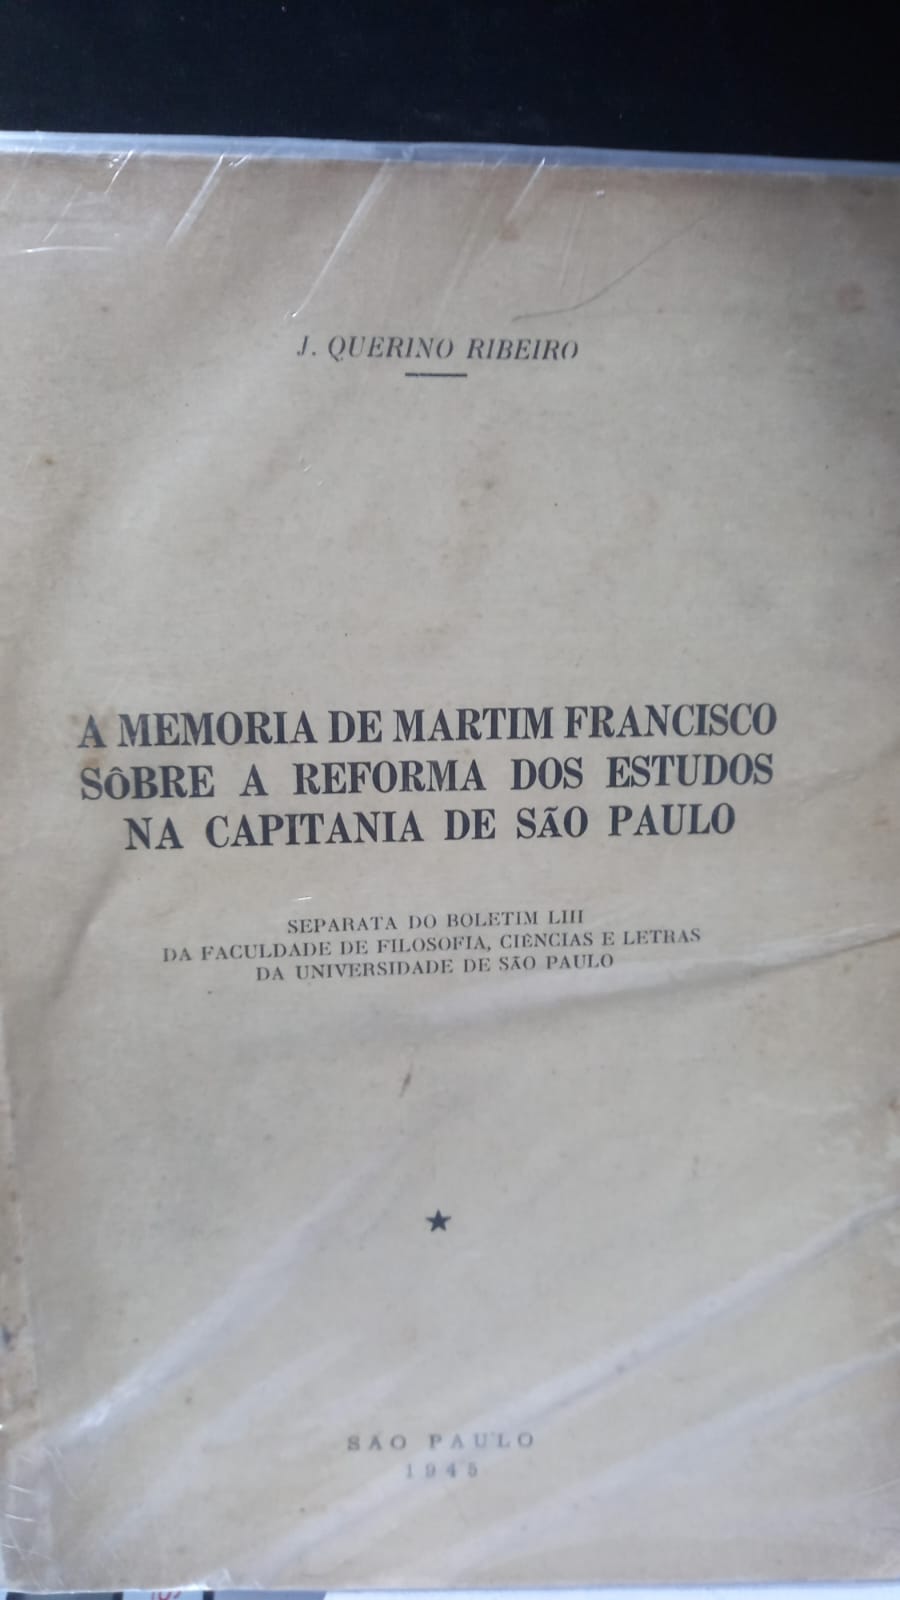 J. QUERINO RIBEIRO
A MEMORIA DE MARTIM FRANCISCO
SÔBRE A REFORMA DOS ESTUDOS
NA CAPITANIA DE SÃO PAULO
SEPARATA DO BOLETIM LIII
DA FACULDADE DE FILOSOFIA, CIÊNCIAS E LETRAS
DA UNIVERSIDADE DE SÃO PAULO
SÃO PAULO
1945